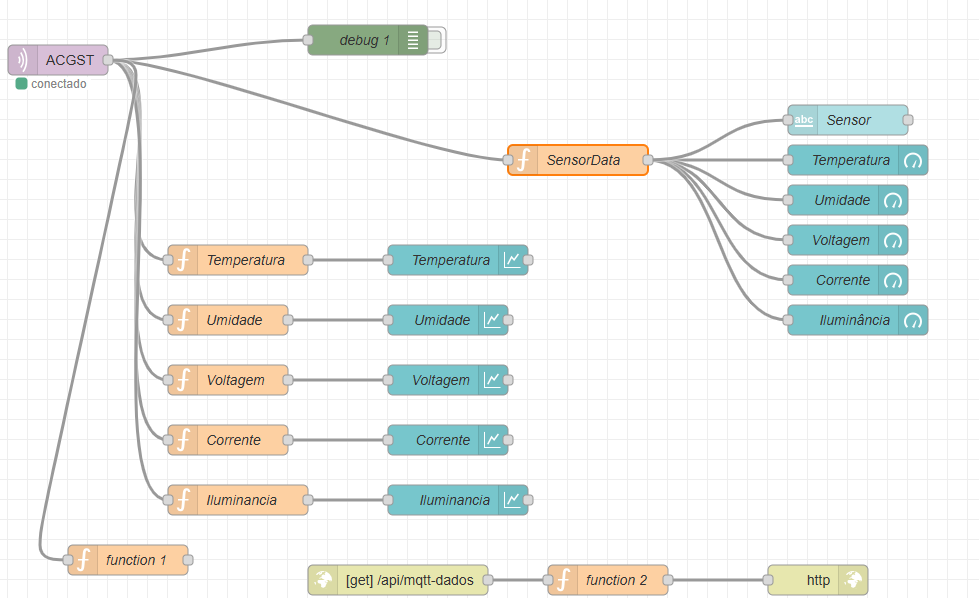 debug 1
ACGST
conectado
abc
Sensor
SensorData
Temperatura
Umidade
Voltagem
Temperatura
Temperatura
Corrente
Umidade
Umidade
Iluminância
Voltagem
Voltagem
Corrente
Corrente
Iluminancia
Iluminancia
function 1
[get] /api/mqtt-dados
function 2
http